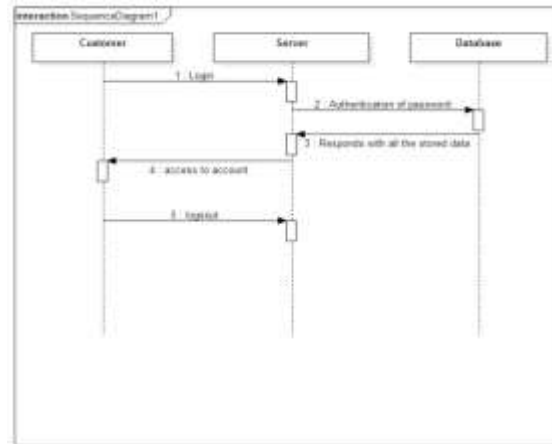 interaction SequenceDiagram1
Customer
Server
Database
1 : Login
2 : Authentication of password
3 : Responds with all the stored data
4 : access to account
5 : logout